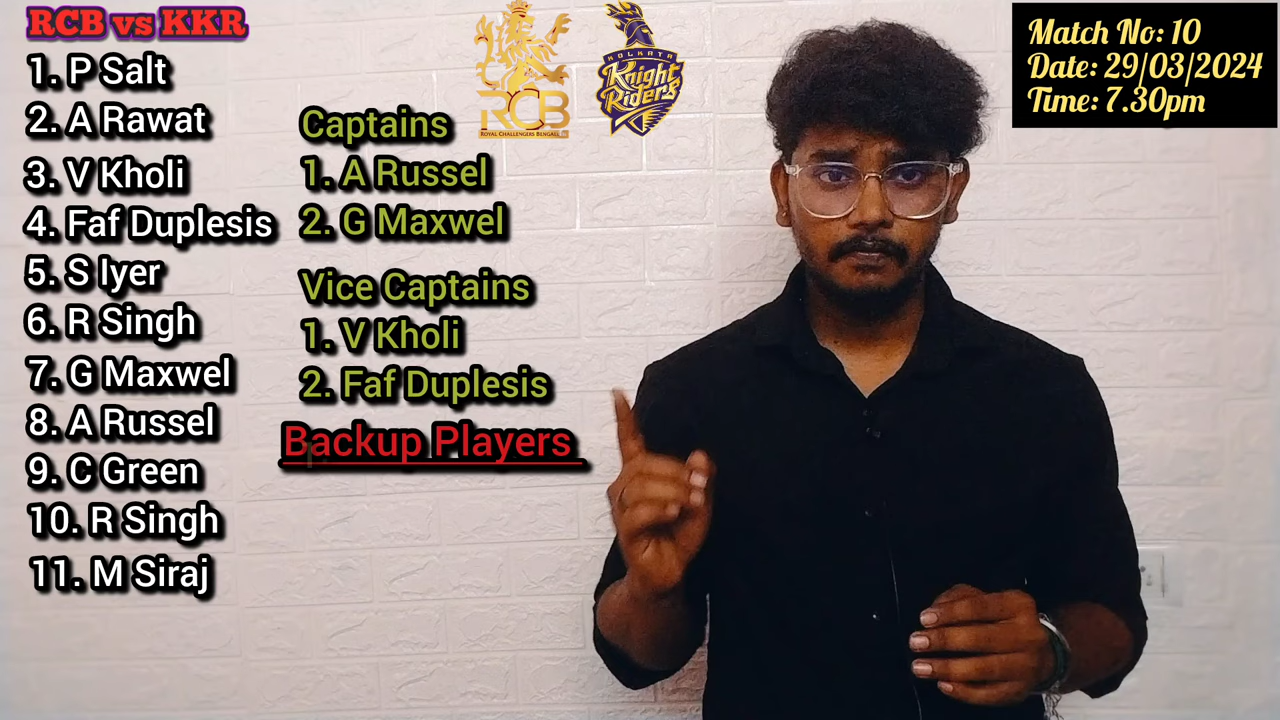 RCB vs KKR
1. P Salt
2. A Rawat
3. V Kholi
4. Faf Duplesis
5. S Iyer
6. R Singh
7. G Maxwel
8. A Russel
9. C Green
10. R Singh
11. M Siraj
Captains
1. A Russel
2. G Maxwel
Vice Captains
1. V Kholi
2. Faf Duplesis
Backup Players
RCB
ROYAL CHALLENGERS BENGALURU
KOLKATA
Knight
Riders
Match No: 10
Date: 29/03/2024
Time: 7.30pm